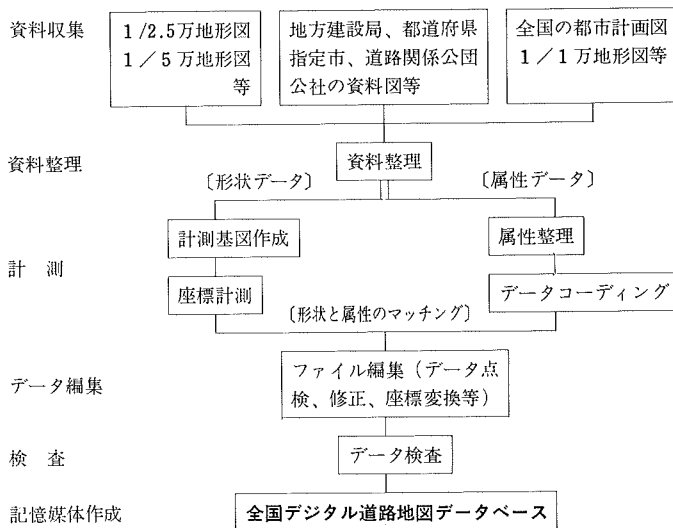 資料収集
1/2.5万地形図
1/5万地形図
等
地方建設局、都道府県
指定市、道路関係公団
公社の資料図等
全国の都市計画図
1/1万地形図等
資料整理
資料整理
〔形状データ〕
〔属性データ〕
計測基図作成
属性整理
計 測
座標計測
データコーディング
〔形状と属性のマッチング〕
データ編集
ファイル編集(データ点
検、修正、座標変換等)
検 査
データ検査
記憶媒体作成
全国デジタル道路地図データベース